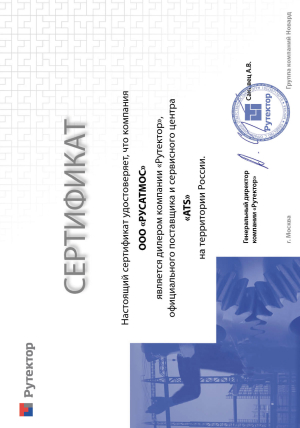 Рутектор
СЕРТИФИКАТ
Настоящий сертификат удостоверяет, что компания
ООО «РУСАТМОС»
является дилером компании «Рутектор»,
официального поставщика и сервисного центра
«ATS»
на территории России.
Генеральный директор
компании «Рутектор»
Рутектор
Саковец А.В.
г. Москва
Группа компаний Новард